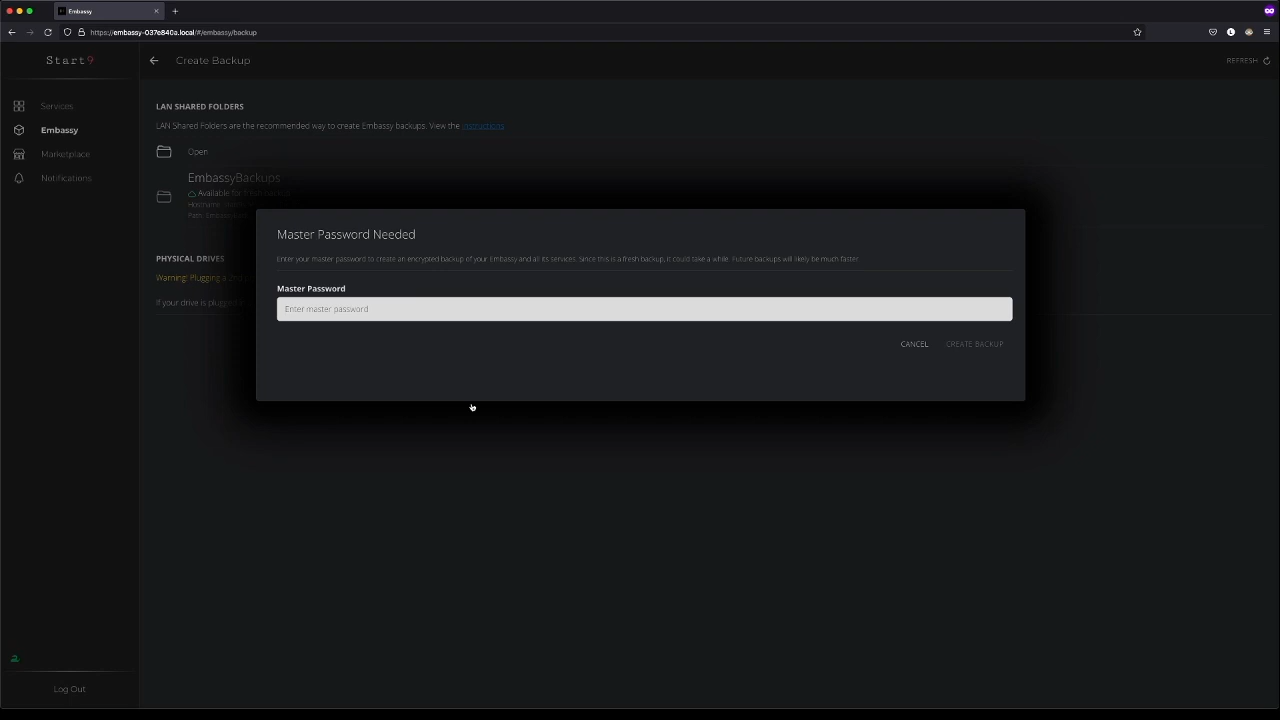 Embassy
https://embassy-037e840a.local/#/embassy/backup
Start9
Create Backup
REFRESH
Services
Embassy
Marketplace
Notifications
LAN SHARED FOLDERS
LAN Shared Folders are the recommended way to create Embassy backups. View the Instructions
Open
EmbassyBackups
Available for fresh backup
Hostname:
Path:
PHYSICAL DRIVES
Warning! Plugging a 2nd
If your drive is plugged
Master Password Needed
Enter your master password to create an encrypted backup of your Embassy and all its services. Since this is a fresh backup, it could take a while. Future backups will likely be much faster.
Master Password
Enter master password
CANCEL
CREATE BACKUP
Log Out